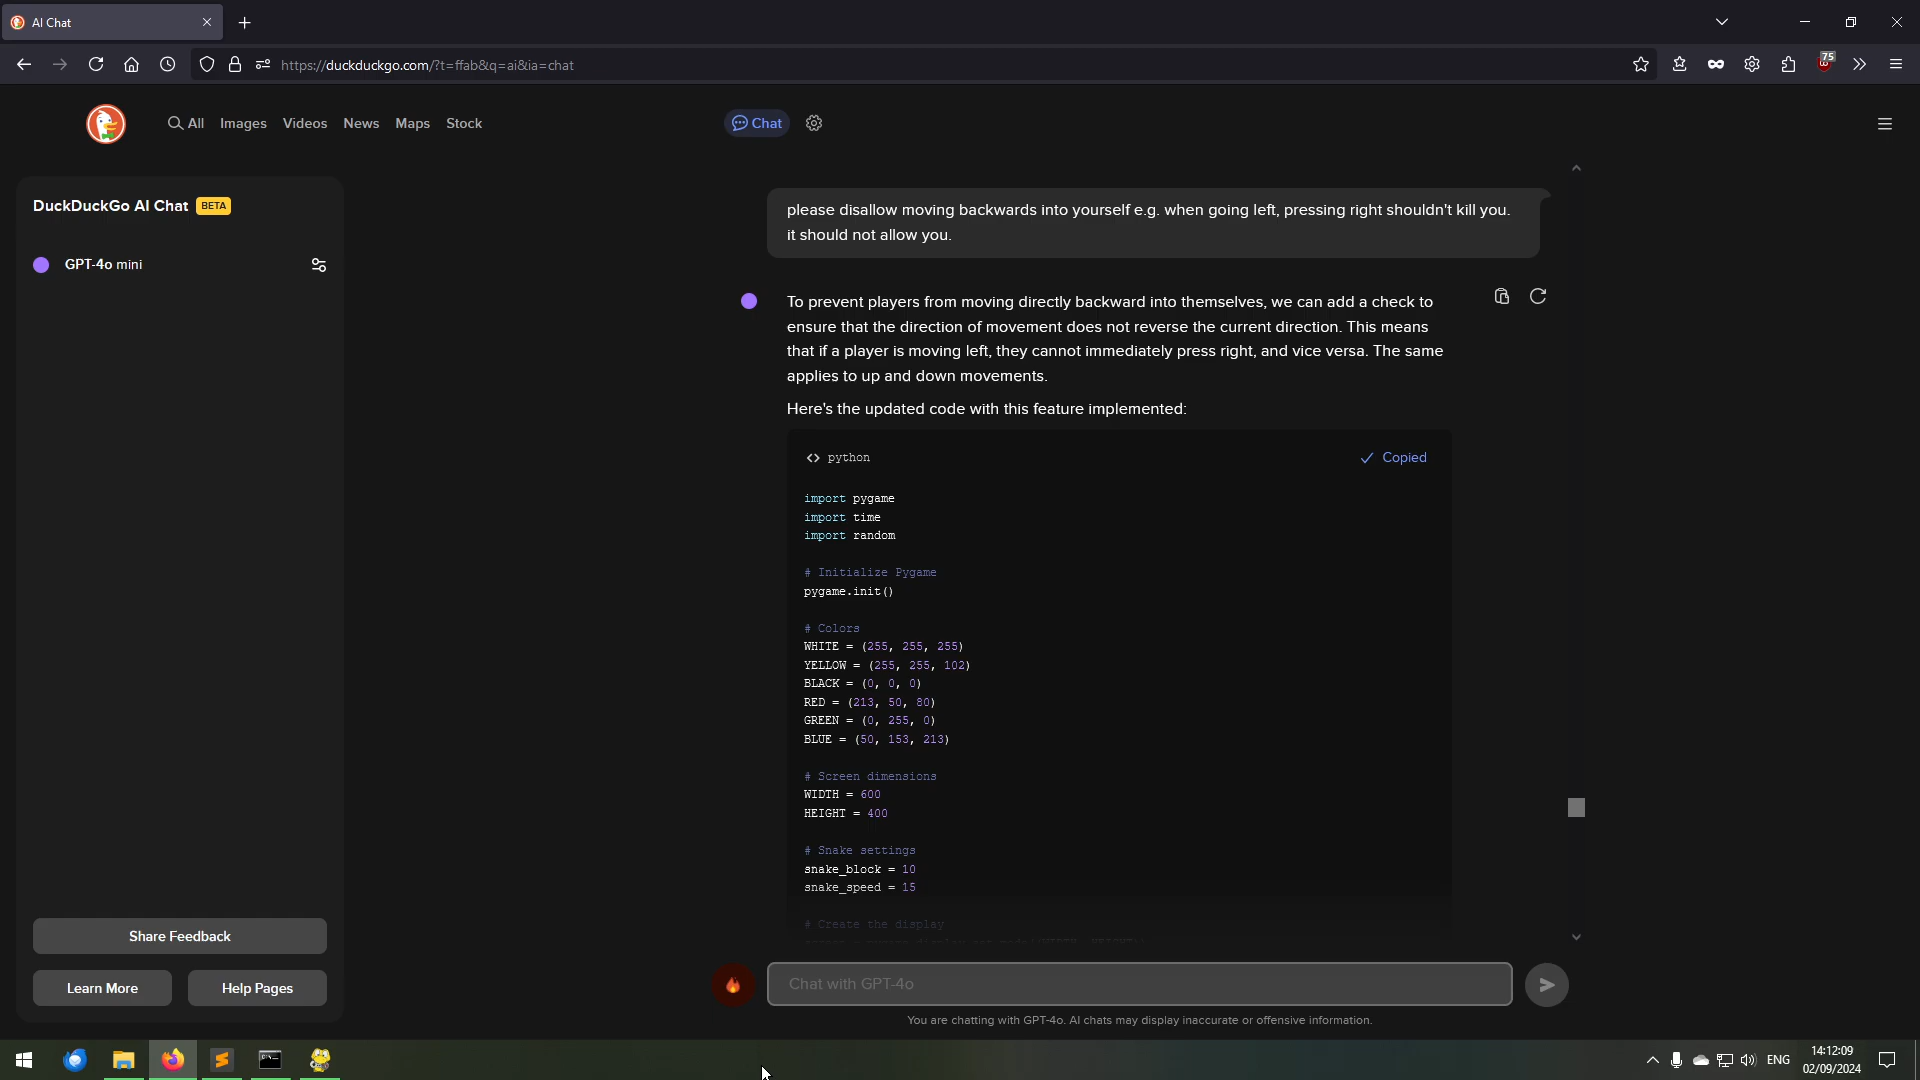 AI Chat
https://duckduckgo.com/?t=ffab&q=ai&ia=chat
75
All Images Videos News Maps Stock
Chat
DuckDuckGo AI Chat BETA
GPT-4o mini
please disallow moving backwards into yourself e.g. when going left, pressing right shouldn't kill you.
it should not allow you.
To prevent players from moving directly backward into themselves, we can add a check to
ensure that the direction of movement does not reverse the current direction. This means
that if a player is moving left, they cannot immediately press right, and vice versa. The same
applies to up and down movements.
Here's the updated code with this feature implemented:
<> python
Copied
import pygame
import time
import random
# Initialize Pygame
pygame.init()
# Colors
WHITE = (255, 255, 255)
YELLOW = (255, 255, 102)
BLACK = (0, 0, 0)
RED = (213, 50, 80)
GREEN = (0, 255, 0)
BLUE = (50, 153, 213)
# Screen dimensions
WIDTH = 600
HEIGHT = 400
# Snake settings
snake_block = 10
snake_speed = 15
# Create the display
Share Feedback
Learn More
Help Pages
Chat with GPT-4o
You are chatting with GPT-4o. AI chats may display inaccurate or offensive information.
ENG
14:12:09
02/09/2024